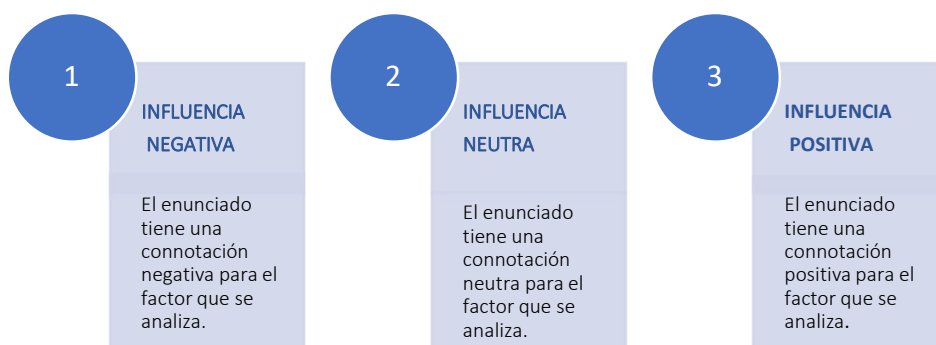 1
INFLUENCIA
NEGATIVA
El enunciado
tiene una
connotación
negativa para el
factor que se
analiza.
2
INFLUENCIA
NEUTRA
El enunciado
tiene una
connotación
neutra para el
factor que se
analiza.
3
INFLUENCIA
POSITIVA
El enunciado
tiene una
connotación
positiva para el
factor que se
analiza.